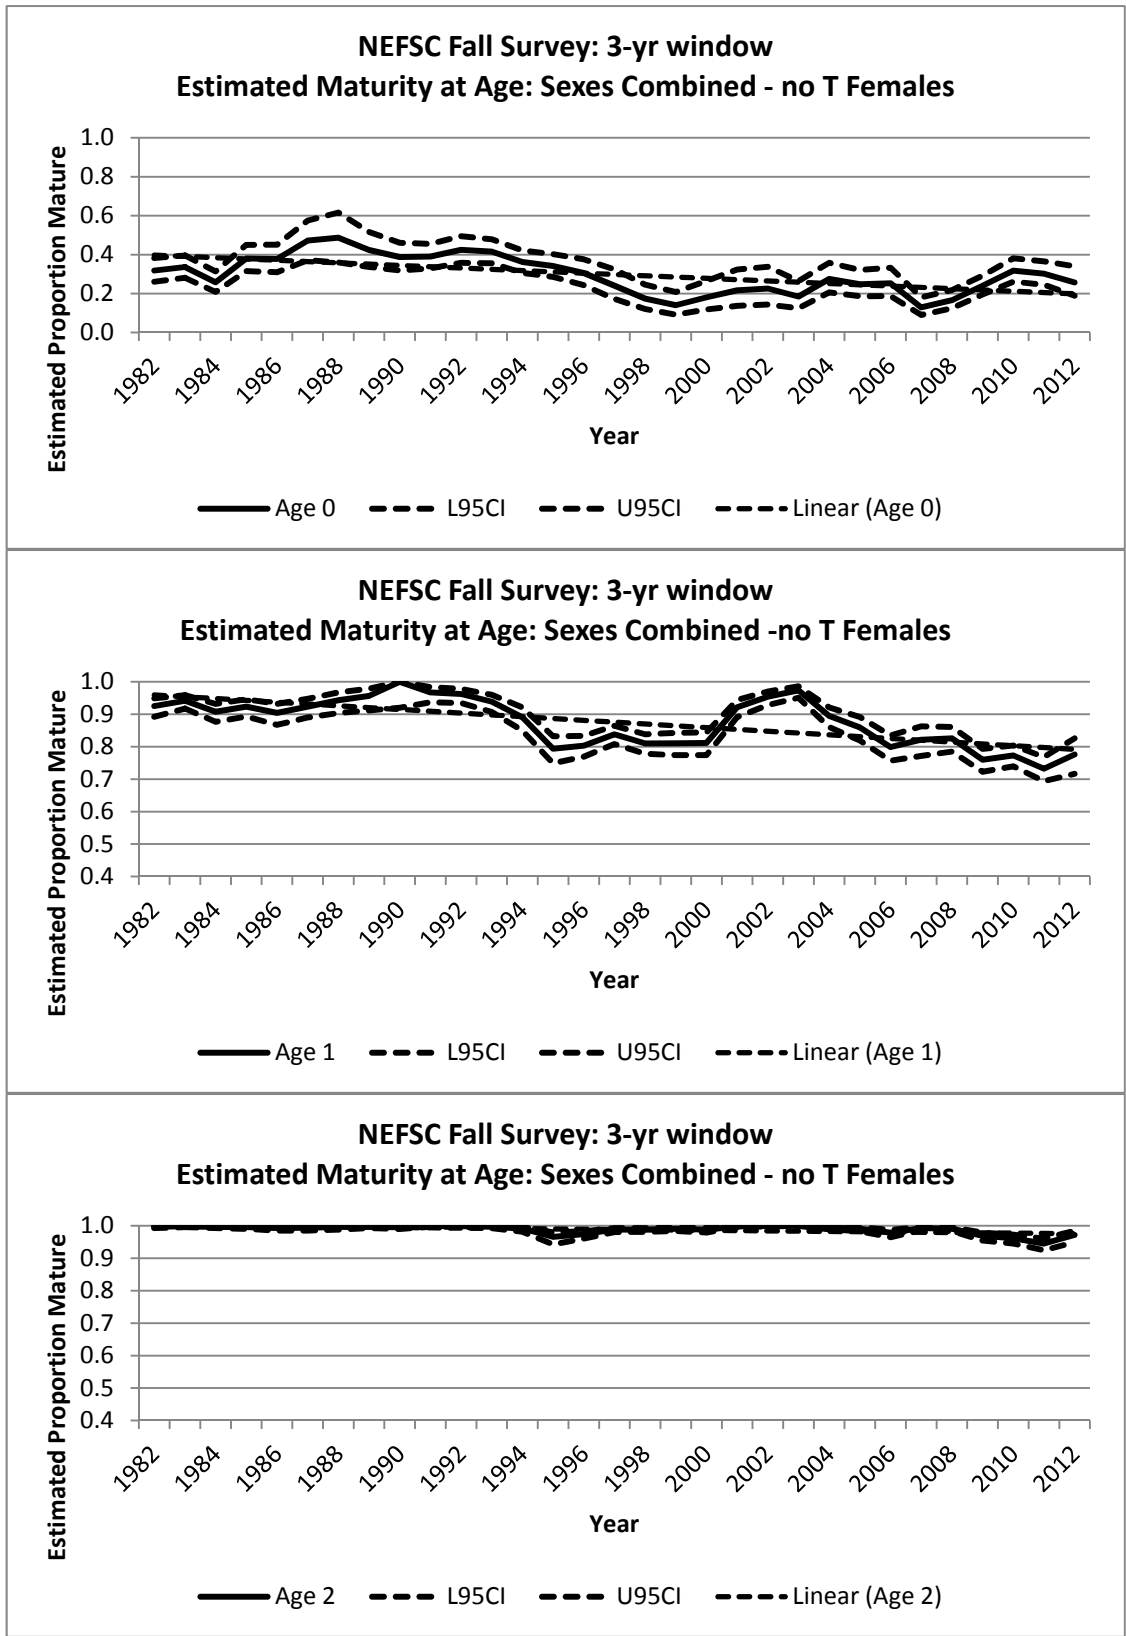 NEFSC Fall Survey: 3-yr window
Estimated Maturity at Age: Sexes Combined - no T Females
Estimated Proportion Mature
1.0
0.8
0.6
0.4
0.2
0.0
1982 1984 1986 1988 1990 1992 1994 1996 1998 2000 2002 2004 2006 2008 2010 2012
Year
Age 0 L95CI U95CI Linear (Age 0)
NEFSC Fall Survey: 3-yr window
Estimated Maturity at Age: Sexes Combined -no T Females
Estimated Proportion Mature
1.0
0.9
0.8
0.7
0.6
0.5
0.4
1982 1984 1986 1988 1990 1992 1994 1996 1998 2000 2002 2004 2006 2008 2010 2012
Year
Age 1 L95CI U95CI Linear (Age 1)
NEFSC Fall Survey: 3-yr window
Estimated Maturity at Age: Sexes Combined - no T Females
Estimated Proportion Mature
1.0
0.9
0.8
0.7
0.6
0.5
0.4
1982 1984 1986 1988 1990 1992 1994 1996 1998 2000 2002 2004 2006 2008 2010 2012
Year
Age 2 L95CI U95CI Linear (Age 2)